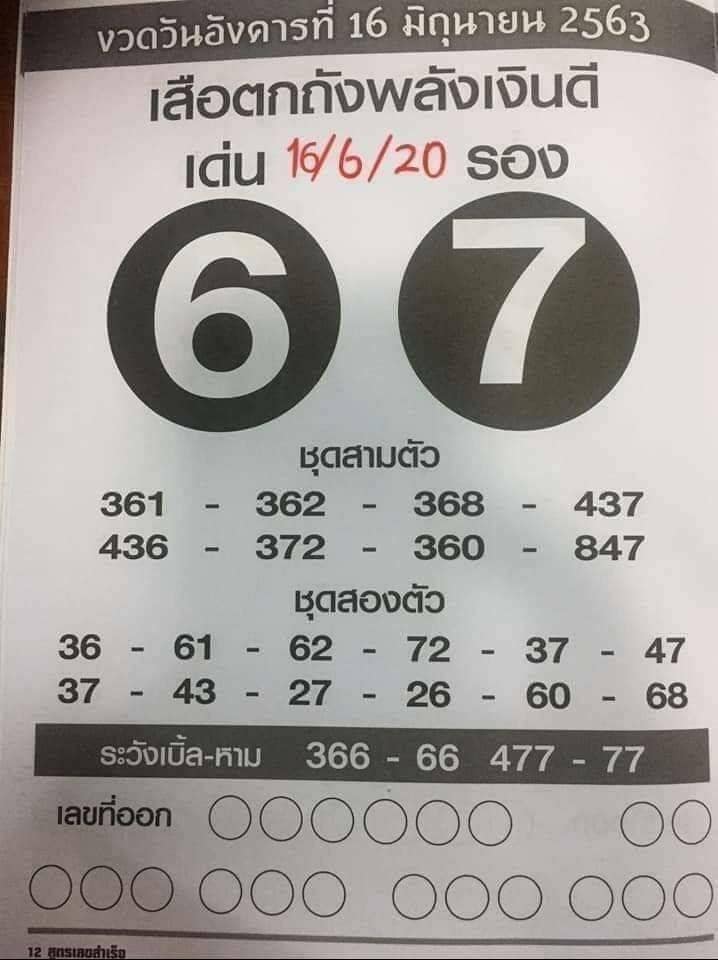 งวดวันอังคารที่ 16 มิถุนายน 2563
เสือตกถังพลังเงินดี
เด่น 16/6/20 รอง
6 7
ชุดสามตัว
361 - 362 - 368 - 437
436 - 372 - 360 - 847
ชุดสองตัว
36 - 61 - 62 - 72 - 37 - 47
37 - 43 - 27 - 26 - 60 - 68
ระวังเบิ้ล-หาม 366 - 66 477 - 77
เลขที่ออก
12 สูตรเลขสำเร็จ